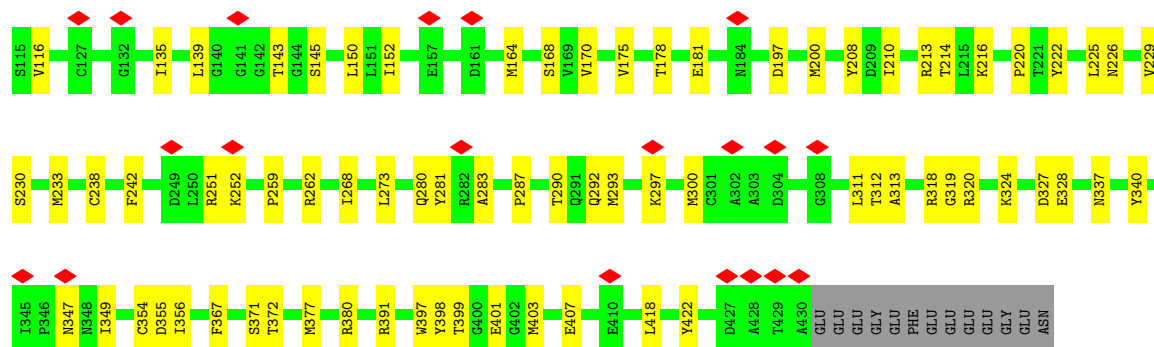 S115 V116 C127 G132 I135 L139 G140 G141 G142 T143 G144 S145 L150 L151 I152 E157 D161 M164 S168 V169 V170 V175 T178 E181 N184 D197 M200 Y208 D209 I210 R213 T214 L215 K216 P220 T221 Y222 L225 N226 V229
S230 M233 C238 F242 D249 L250 R251 K252 P259 R262 I268 L273 Q280 Y281 R282 A283 P287 T290 Q291 Q292 M293 K297 M300 C301 A302 A303 D304 G308 L311 T312 A313 R318 G319 R320 K324 D327 E328 N337 Y340
I345 P346 N347 N348 I349 C354 D355 I356 F367 S371 T372 M377 R380 R391 W397 Y398 T399 G400 E401 G402 M403 E407 E410 L418 Y422 D427 A428 T429 A430 GLU GLU GLU GLY GLU PHE GLU GLU GLU GLU GLY GLU ASN